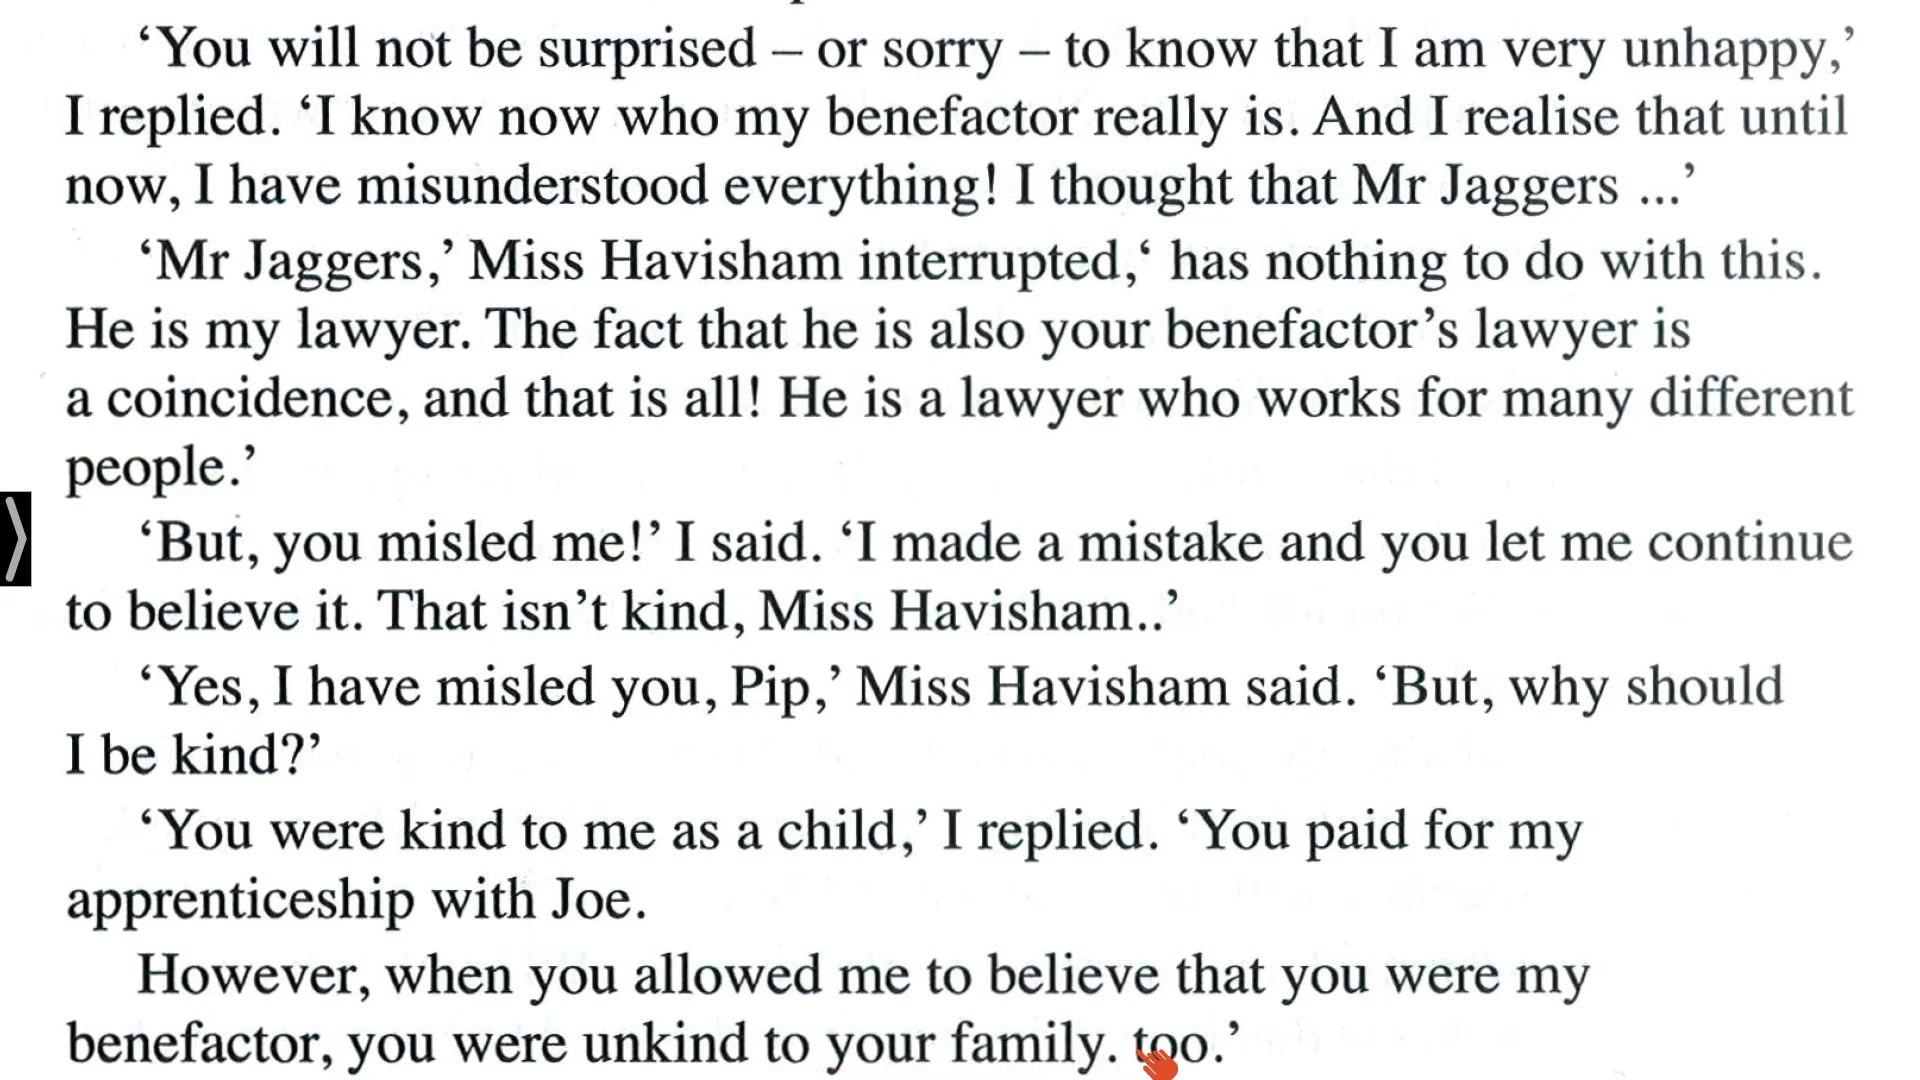 ‘You will not be surprised – or sorry – to know that I am very unhappy,’
I replied. ‘I know now who my benefactor really is. And I realise that until
now, I have misunderstood everything! I thought that Mr Jaggers ...’
‘Mr Jaggers,’ Miss Havisham interrupted,‘ has nothing to do with this.
He is my lawyer. The fact that he is also your benefactor’s lawyer is
a coincidence, and that is all! He is a lawyer who works for many different
people.’
‘But, you misled me!’ I said. ‘I made a mistake and you let me continue
to believe it. That isn’t kind, Miss Havisham..’
‘Yes, I have misled you, Pip,’ Miss Havisham said. ‘But, why should
I be kind?’
‘You were kind to me as a child,’ I replied. ‘You paid for my
apprenticeship with Joe.
However, when you allowed me to believe that you were my
benefactor, you were unkind to your family. too.’